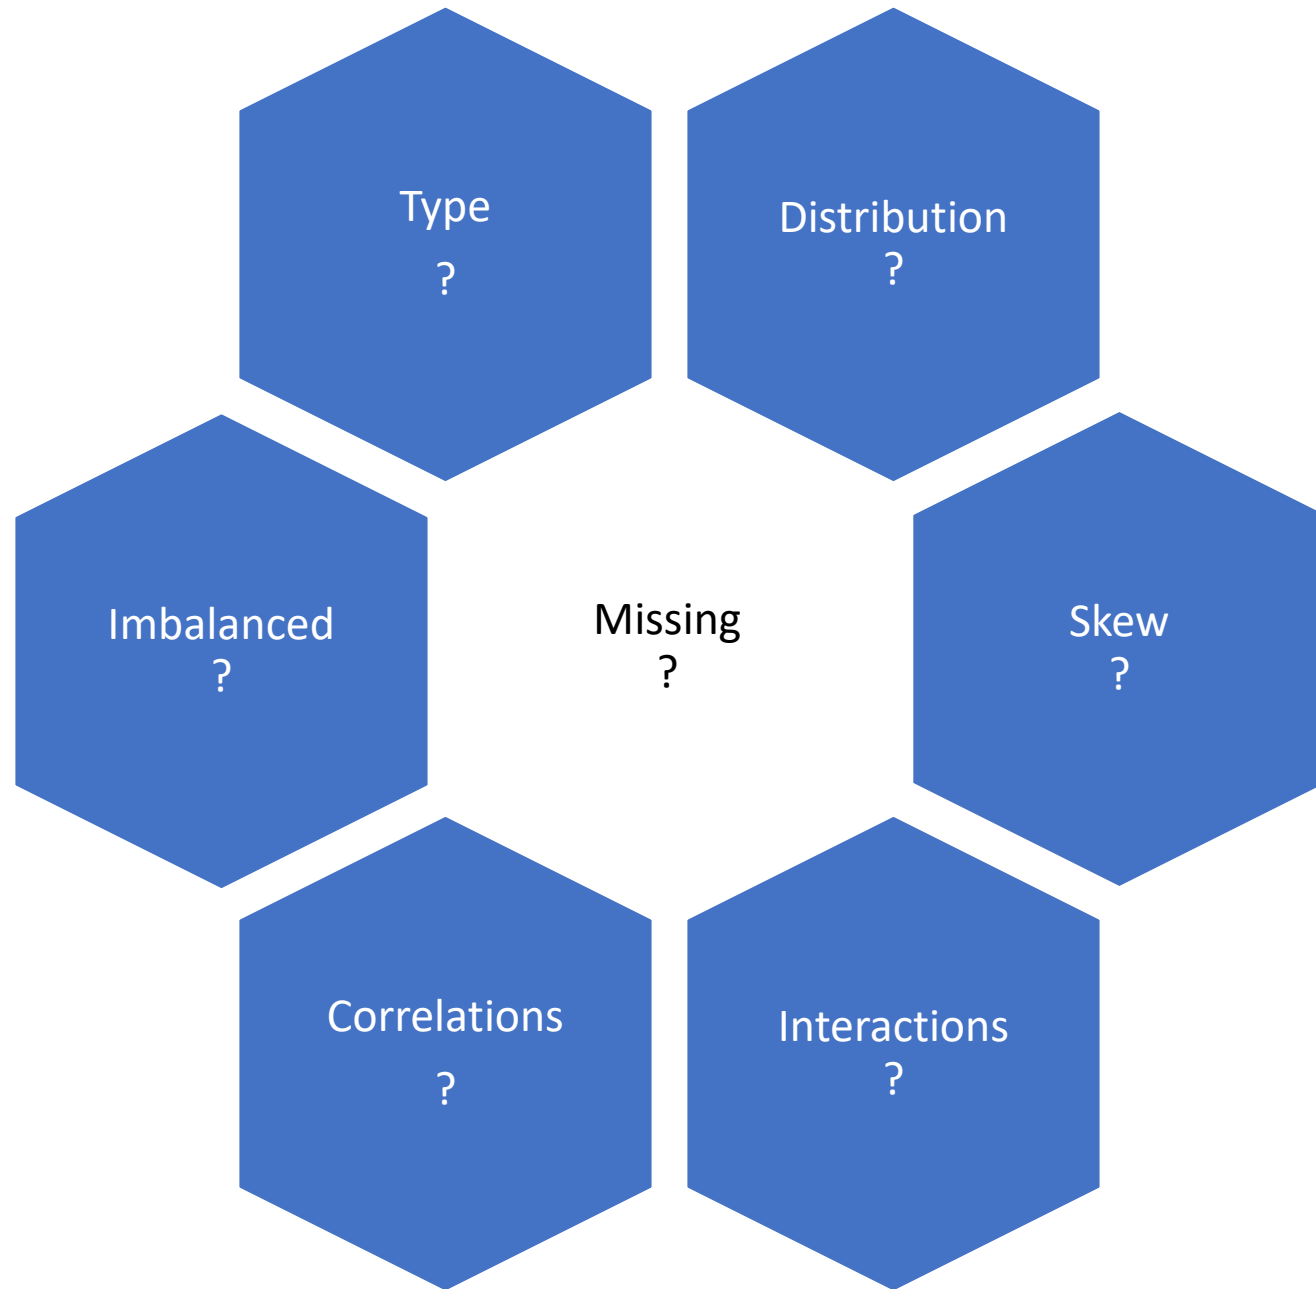 Type
?
Distribution
?
Imbalanced
?
Missing
?
Skew
?
Correlations
?
Interactions
?